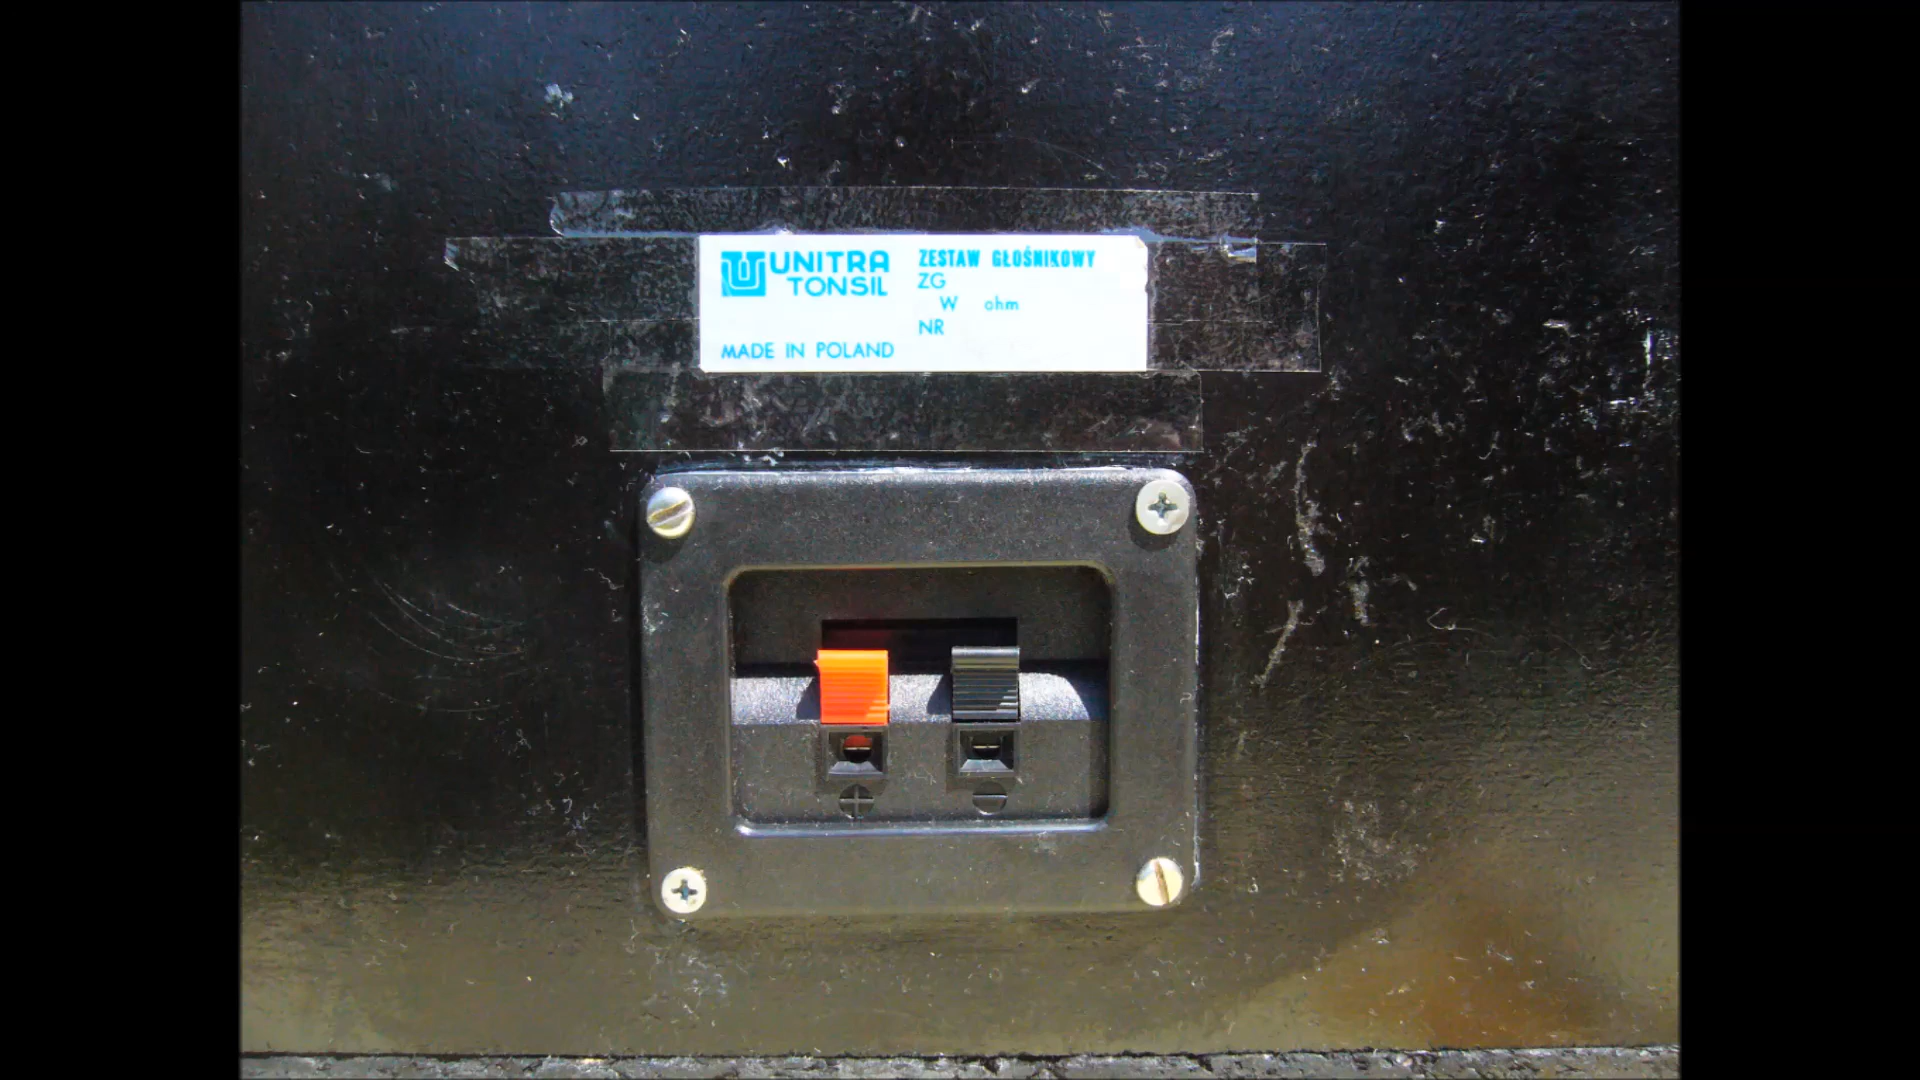 UNITRA
TONSIL
MADE IN POLAND
ZESTAW GŁOŚNIKOWY
ZG
W ohm
NR
+ −